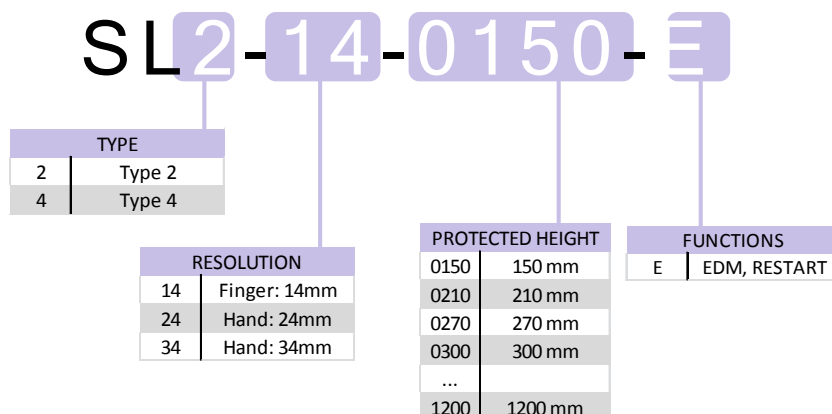 SL2-14-0150-E
TYPE
2 Type 2
4 Type 4
RESOLUTION
14 Finger: 14mm
24 Hand: 24mm
34 Hand: 34mm
PROTECTED HEIGHT
0150 150 mm
0210 210 mm
0270 270 mm
0300 300 mm
...
1200 1200 mm
FUNCTIONS
E EDM, RESTART